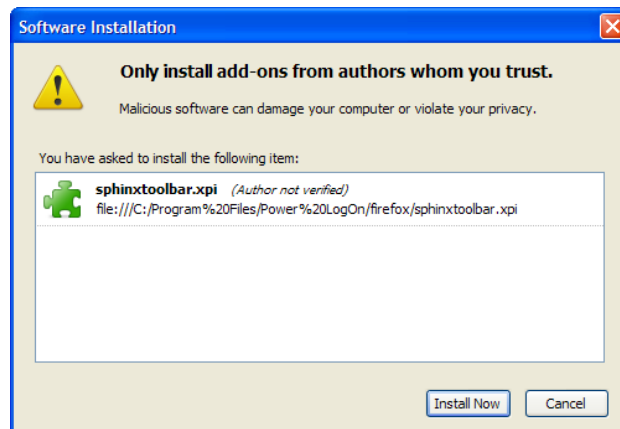 Software Installation
Only install add-ons from authors whom you trust.
Malicious software can damage your computer or violate your privacy.
You have asked to install the following item:
sphinxtoolbar.xpi (Author not verified)
file:///C:/Program%20Files/Power%20LogOn/firefox/sphinxtoolbar.xpi
Install Now Cancel